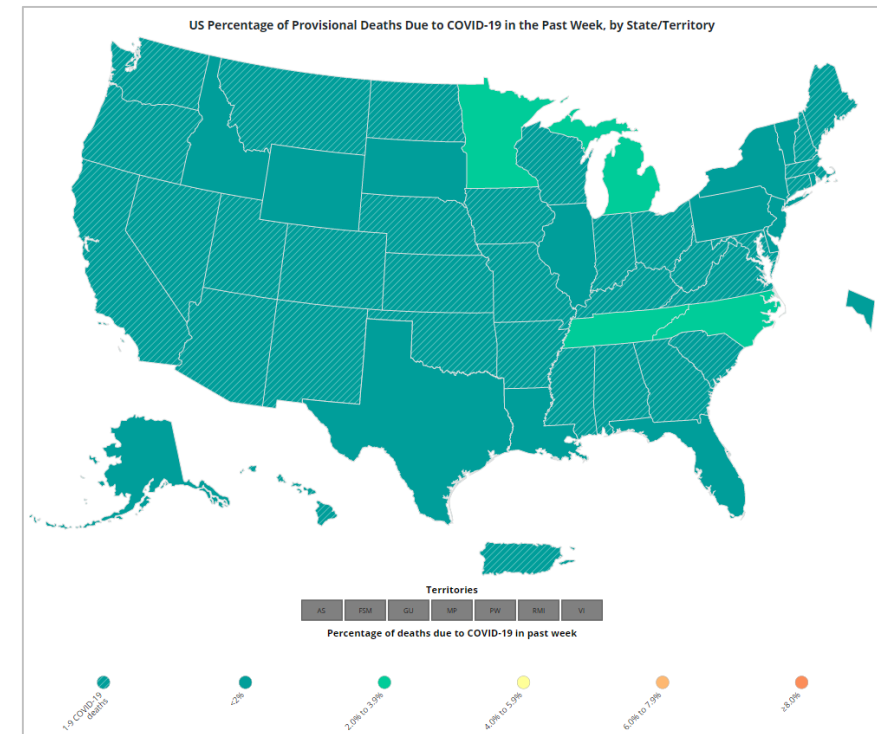 US Percentage of Provisional Deaths Due to COVID-19 in the Past Week, by State/Territory
Territories
AS FSM GU MP PW RMI VI
Percentage of deaths due to COVID-19 in past week
1-9 COVID-19
deaths
<2%
2.0% to 3.9%
4.0% to 5.9%
6.0% to 7.9%
≥8.0%